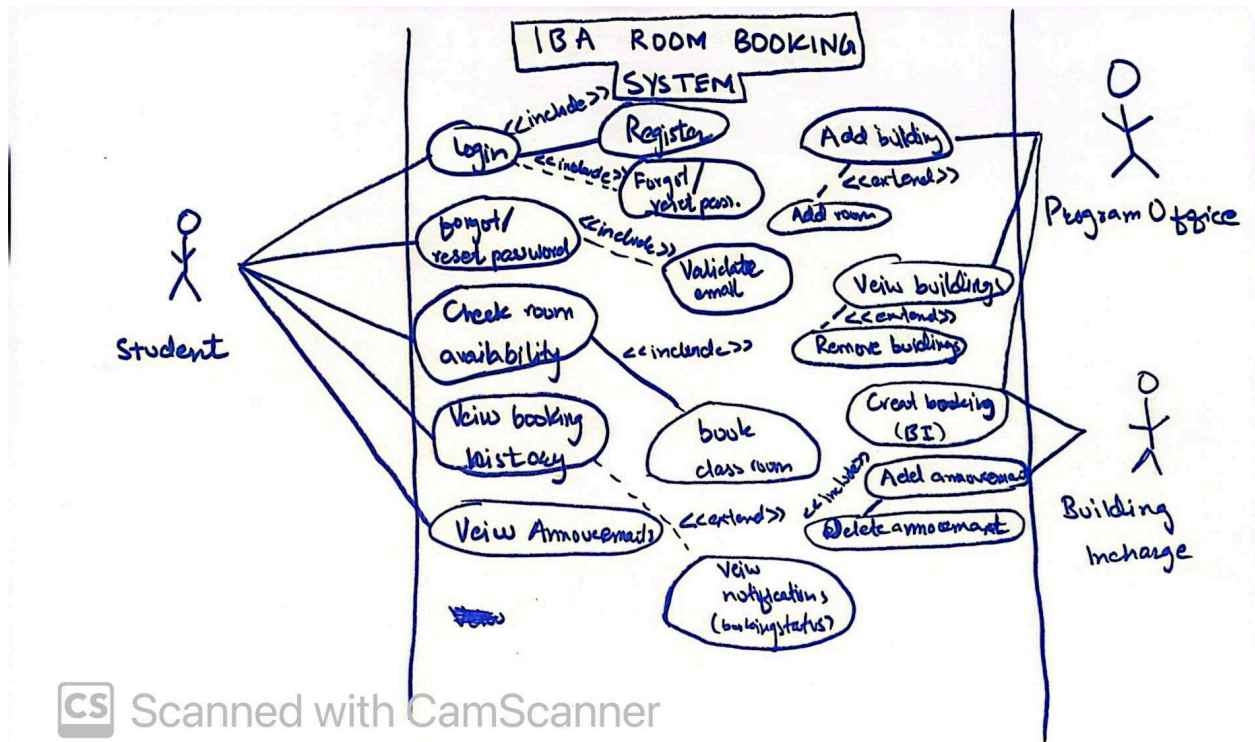 IBA ROOM BOOKING
SYSTEM
<<include>>
Login
Register
<<include>>
Forgot/
reset pass.
Add building
<<extend>>
Add room
Program Office
Forgot/
reset password
<<include>>
Validate
email
Veiw buildings
<<extend>>
Remove buildings
Student
Check room
availability
<<include>>
book
class room
Creat booking
(BI)
Veiw booking
history
<<include>>
Add annoucement
Delete annoucement
Building
Incharge
Veiw Annoucements
<<extend>>
Veiw
notifications
(bookingstatus)
CS Scanned with CamScanner